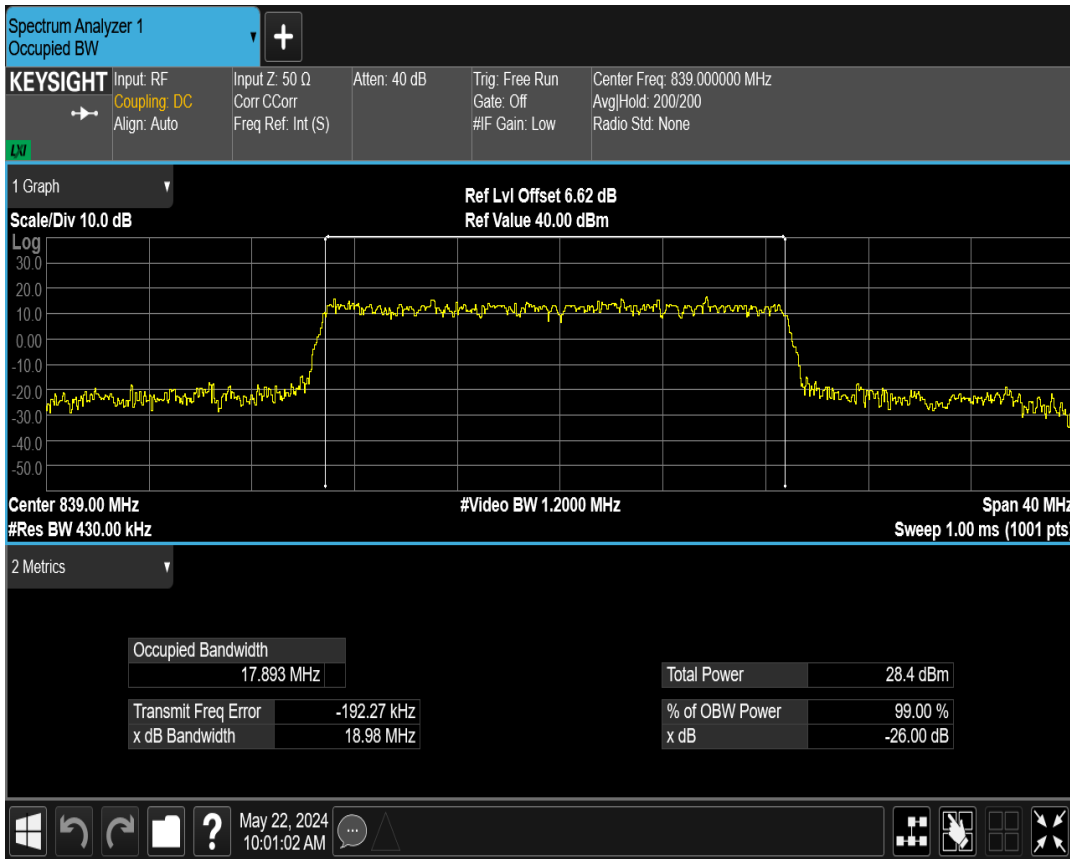 Spectrum Analyzer 1
Occupied BW
+
KEYSIGHT
LXI
Input: RF
Coupling: DC
Align: Auto
Input Z: 50 Ω
Corr CCorr
Freq Ref: Int (S)
Atten: 40 dB
Trig: Free Run
Gate: Off
#IF Gain: Low
Center Freq: 839.000000 MHz
Avg|Hold: 200/200
Radio Std: None
1 Graph
Scale/Div 10.0 dB
Ref Lvl Offset 6.62 dB
Ref Value 40.00 dBm
Log
30.0
20.0
10.0
0.00
-10.0
-20.0
-30.0
-40.0
-50.0
Center 839.00 MHz
#Video BW 1.2000 MHz
Span 40 MHz
#Res BW 430.00 kHz
Sweep 1.00 ms (1001 pts)
2 Metrics
Occupied Bandwidth
17.893 MHz
Transmit Freq Error -192.27 kHz
x dB Bandwidth 18.98 MHz
Total Power 28.4 dBm
% of OBW Power 99.00 %
x dB -26.00 dB
?
May 22, 2024
10:01:02 AM